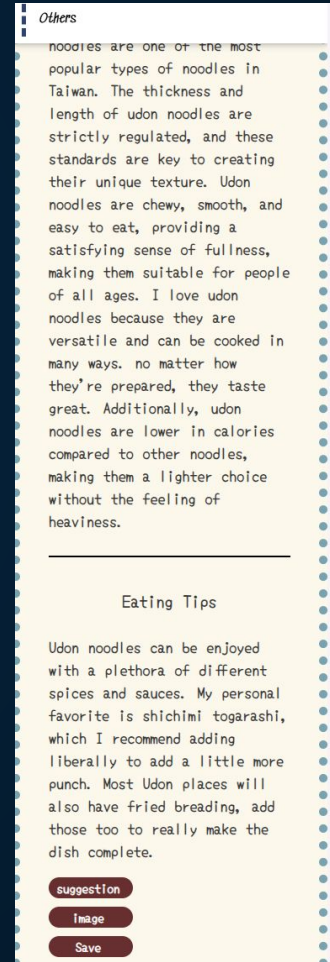 Others
noodles are one of the most
popular types of noodles in
Taiwan. The thickness and
length of udon noodles are
strictly regulated, and these
standards are key to creating
their unique texture. Udon
noodles are chewy, smooth, and
easy to eat, providing a
satisfying sense of fullness,
making them suitable for people
of all ages. I love udon
noodles because they are
versatile and can be cooked in
many ways. no matter how
they're prepared, they taste
great. Additionally, udon
noodles are lower in calories
compared to other noodles,
making them a lighter choice
without the feeling of
heaviness.
Eating Tips
Udon noodles can be enjoyed
with a plethora of different
spices and sauces. My personal
favorite is shichimi togarashi,
which I recommend adding
liberally to add a little more
punch. Most Udon places will
also have fried breading, add
those too to really make the
dish complete.
suggestion
image
Save